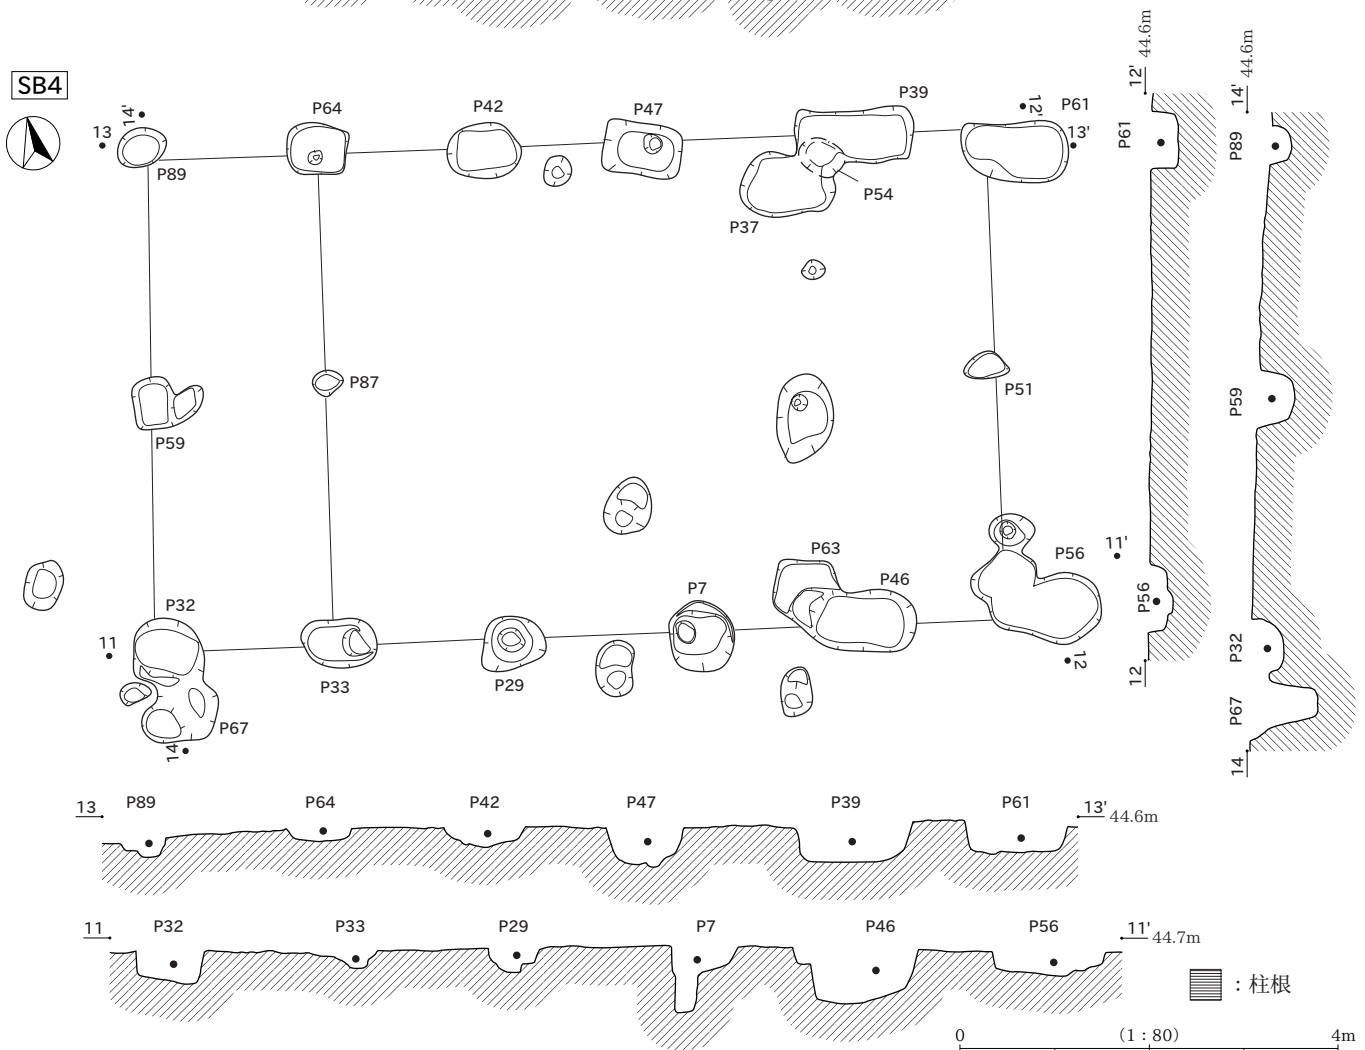 12' 44.6m
14' 44.6m
SB4
14'
13
P89
P64
P42
P47
P39
12'
P61
13'
P54
P37
P61
P89
P87
P59
P51
P59
11'
P63
P56
P46
P7
P32
11
P33
P29
12
P67
14
P56
12
P32
P67
14
13 P89 P64 P42 P47 P39 P61 13' 44.6m
11 P32 P33 P29 P7 P46 P56 11' 44.7m
：柱根
0 (1：80) 4m